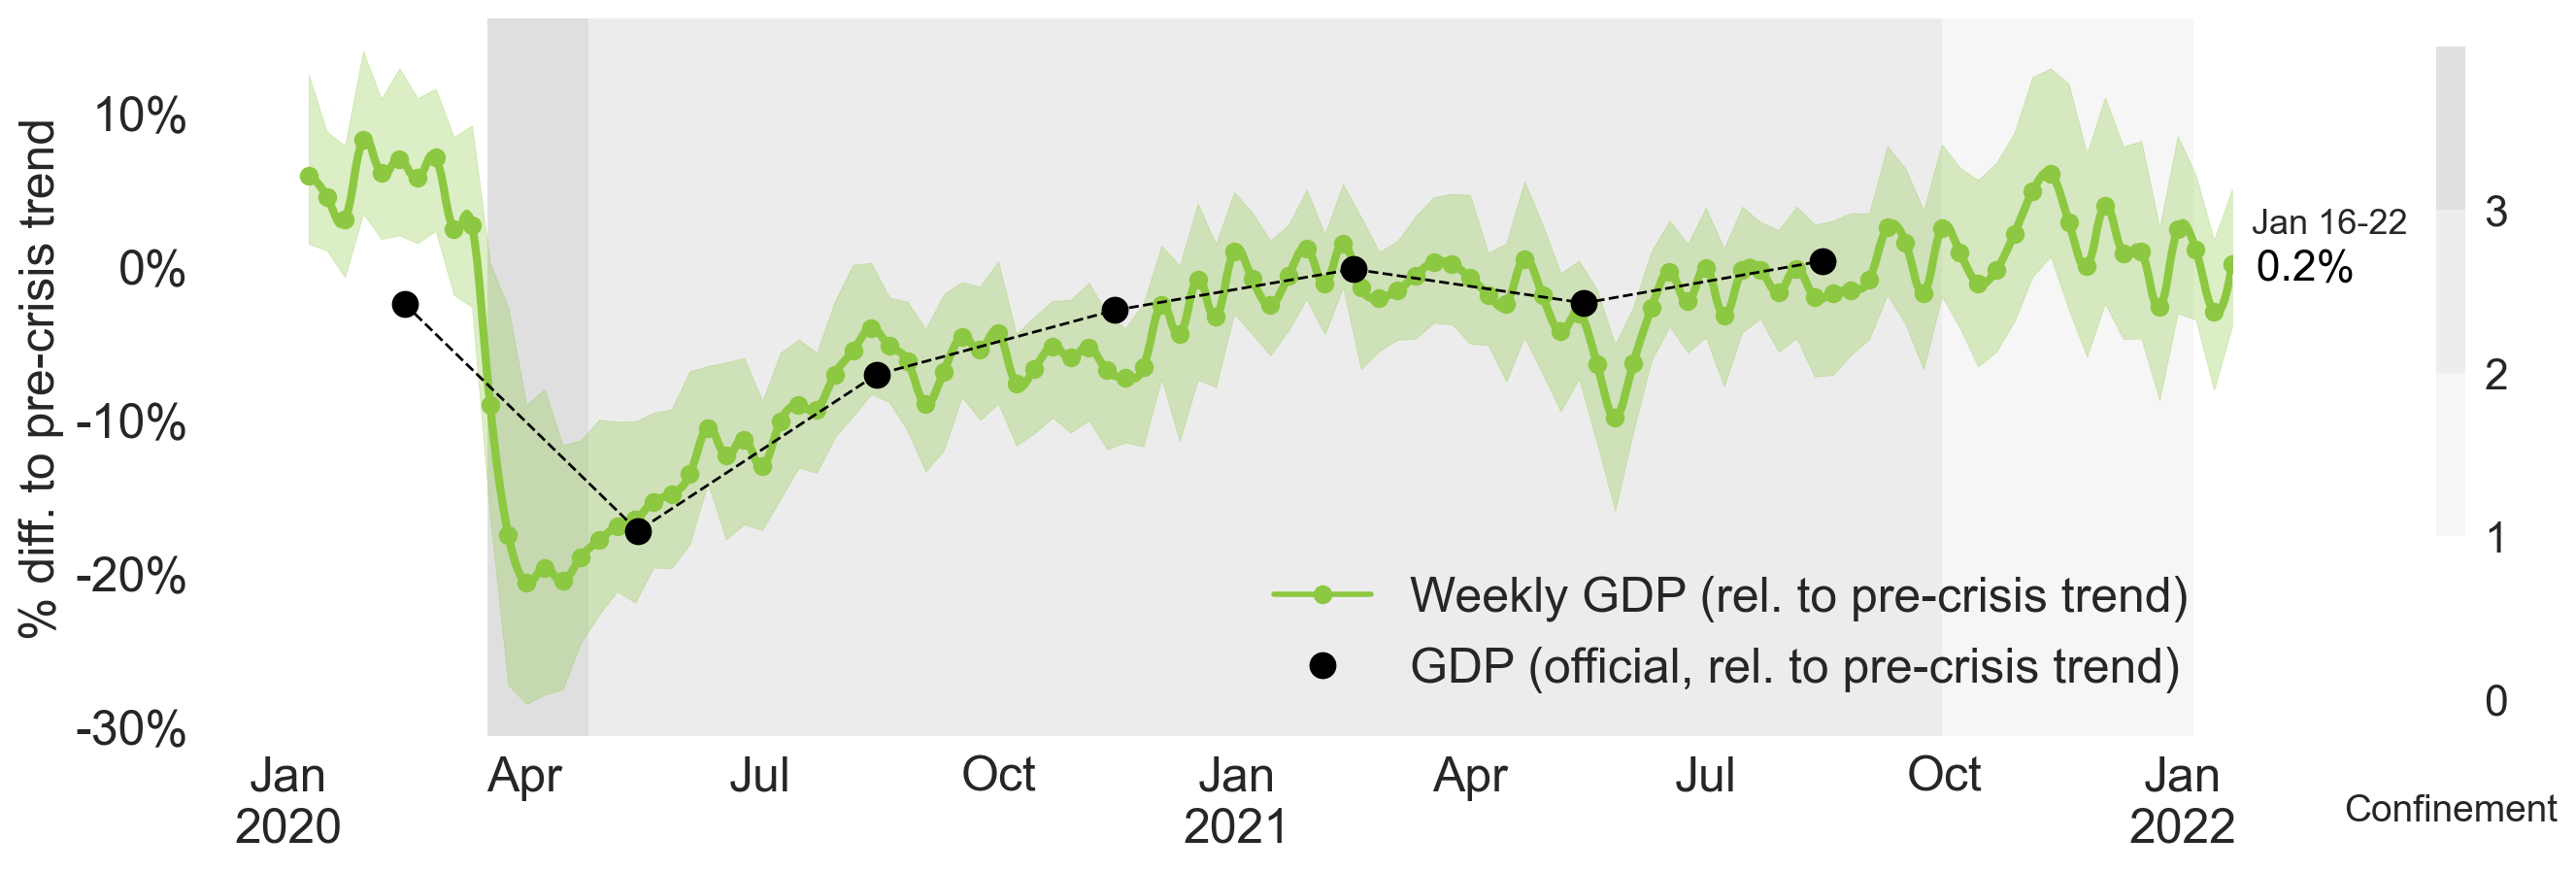 % diff. to pre-crisis trend
10%
0%
-10%
-20%
-30%
Jan
2020
Apr
Jul
Oct
Jan
2021
Apr
Jul
Oct
Jan
2022
Weekly GDP (rel. to pre-crisis trend)
GDP (official, rel. to pre-crisis trend)
Jan 16-22
0.2%
3
2
1
0
Confinement